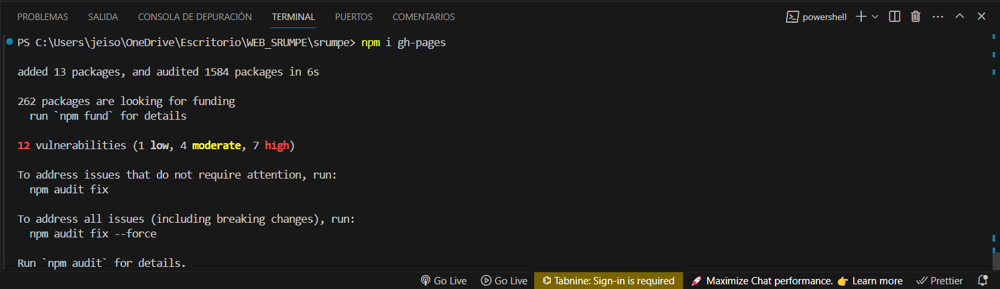 PROBLEMAS SALIDA CONSOLA DE DEPURACIÓN TERMINAL PUERTOS COMENTARIOS powershell
PS C:\Users\jeiso\OneDrive\Escritorio\WEB_SRUMPE\srumpe> npm i gh-pages
added 13 packages, and audited 1584 packages in 6s
262 packages are looking for funding
run `npm fund` for details
12 vulnerabilities (1 low, 4 moderate, 7 high)
To address issues that do not require attention, run:
npm audit fix
To address all issues (including breaking changes), run:
npm audit fix --force
Run `npm audit` for details.
Go Live Go Live Tabnine: Sign-in is required 🚀 Maximize Chat performance. 👉 Learn more Prettier